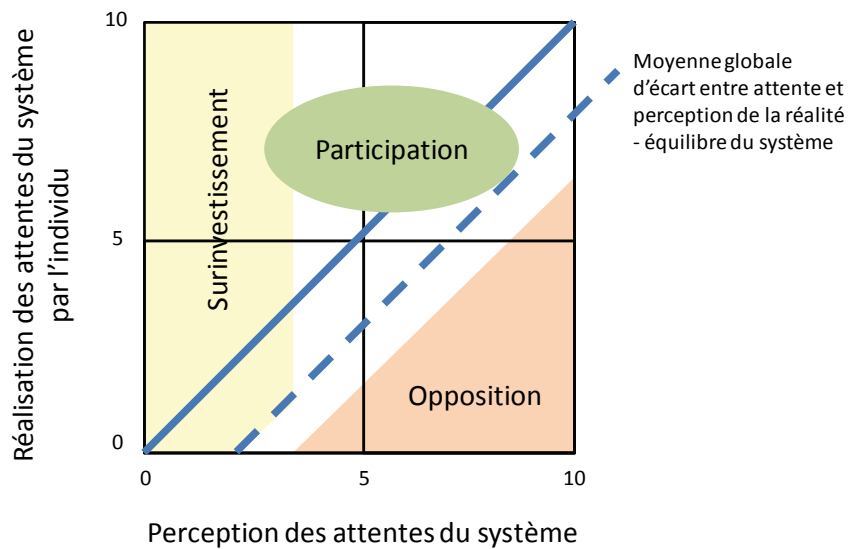 Réalisation des attentes du système
par l'individu
10
5
0
Surinvestissement
Participation
Opposition
Moyenne globale
d'écart entre attente et
perception de la réalité
- équilibre du système
0
5
10
Perception des attentes du système